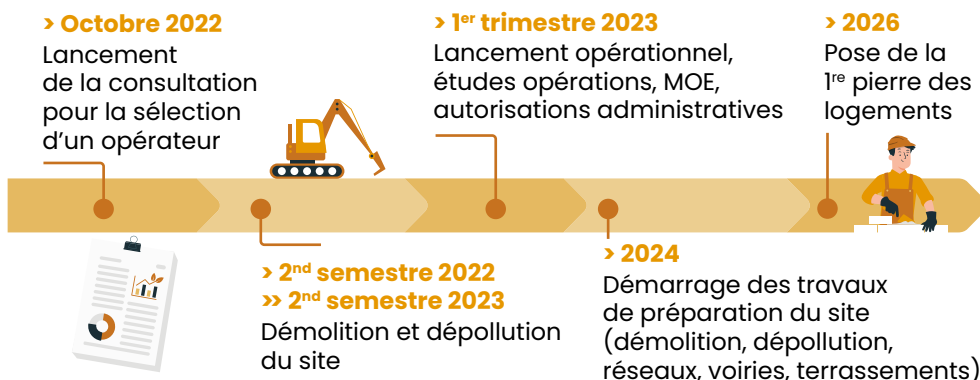 > Octobre 2022
Lancement
de la consultation
pour la sélection
d'un opérateur
> 2nd semestre 2022
>> 2nd semestre 2023
Démolition et dépollution
du site
> 1er trimestre 2023
Lancement opérationnel,
études opérations, MOE,
autorisations administratives
> 2024
Démarrage des travaux
de préparation du site
(démolition, dépollution,
réseaux, voiries, terrassements)
> 2026
Pose de la
1re pierre des
logements